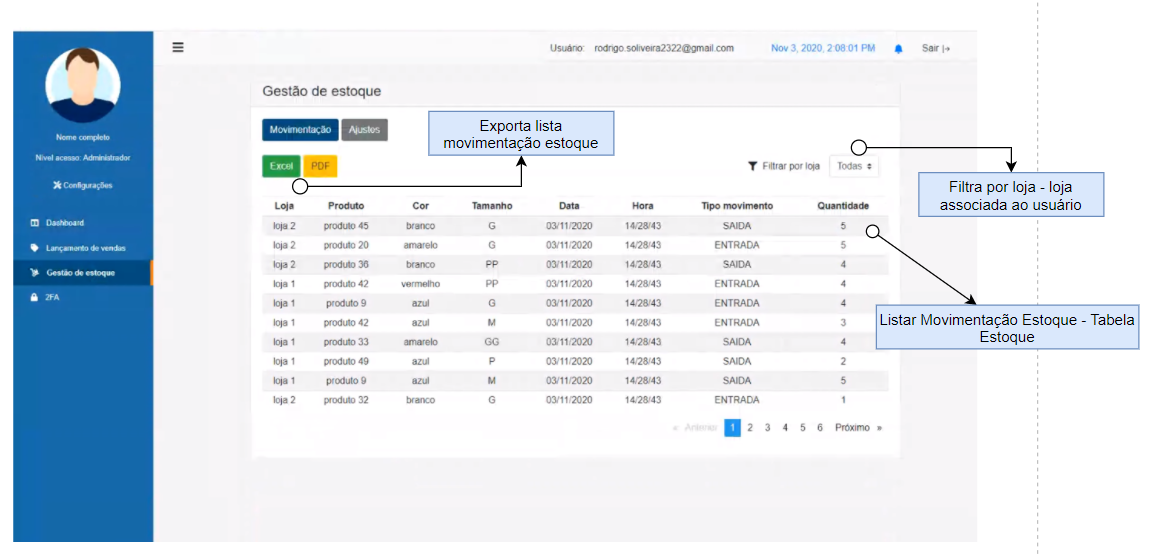 Usuário: rodrigo.soliveira2322@gmail.com Nov 3, 2020, 2:08:01 PM Sair
Nome completo
Nivel acesso: Administrador
Configurações
Dashboard
Lançamento de vendas
Gestão de estoque
2FA
Gestão de estoque
Movimentação Ajustes
Exporta lista
movimentação estoque
Excel PDF
Filtrar por loja Todas
Filtra por loja - loja
associada ao usuário
Loja Produto Cor Tamanho Data Hora Tipo movimento Quantidade
loja 2 produto 45 branco G 03/11/2020 14/28/43 SAIDA 5
loja 2 produto 20 amarelo G 03/11/2020 14/28/43 ENTRADA 5
loja 2 produto 36 branco PP 03/11/2020 14/28/43 SAIDA 4
loja 1 produto 42 vermelho PP 03/11/2020 14/28/43 ENTRADA 4
loja 1 produto 9 azul G 03/11/2020 14/28/43 ENTRADA 4
loja 1 produto 42 azul M 03/11/2020 14/28/43 ENTRADA 3
loja 1 produto 33 amarelo GG 03/11/2020 14/28/43 SAIDA 4
loja 1 produto 49 azul P 03/11/2020 14/28/43 SAIDA 2
loja 1 produto 9 azul M 03/11/2020 14/28/43 SAIDA 5
loja 2 produto 32 branco G 03/11/2020 14/28/43 ENTRADA 1
Listar Movimentação Estoque - Tabela
Estoque
« Anterior 1 2 3 4 5 6 Próximo »